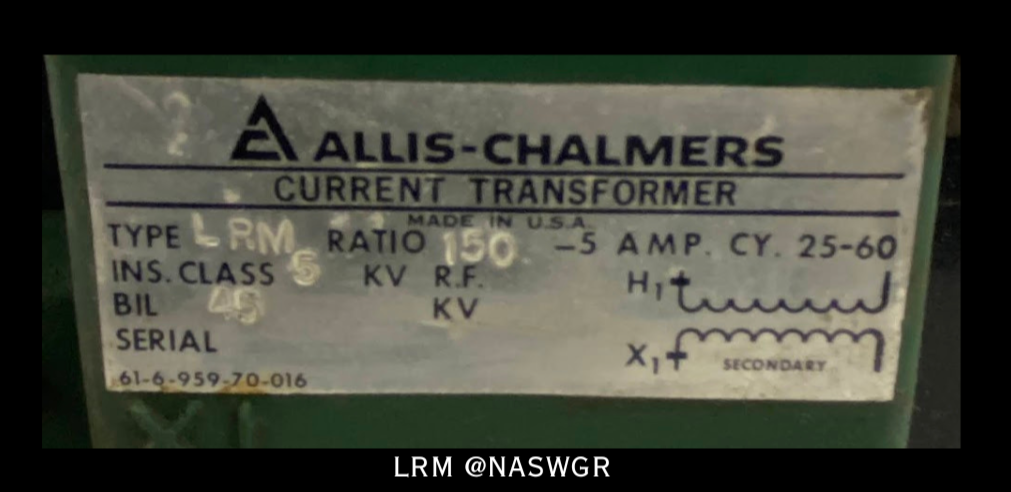 ALLIS-CHALMERS
CURRENT TRANSFORMER
MADE IN U.S.A.
TYPE LRM RATIO 150 -5 AMP. CY. 25-60
INS. CLASS 5 KV R.F.
BIL 45 KV
SERIAL
61-6-959-70-016
H1
X1
SECONDARY
X1
LRM @NASWGR